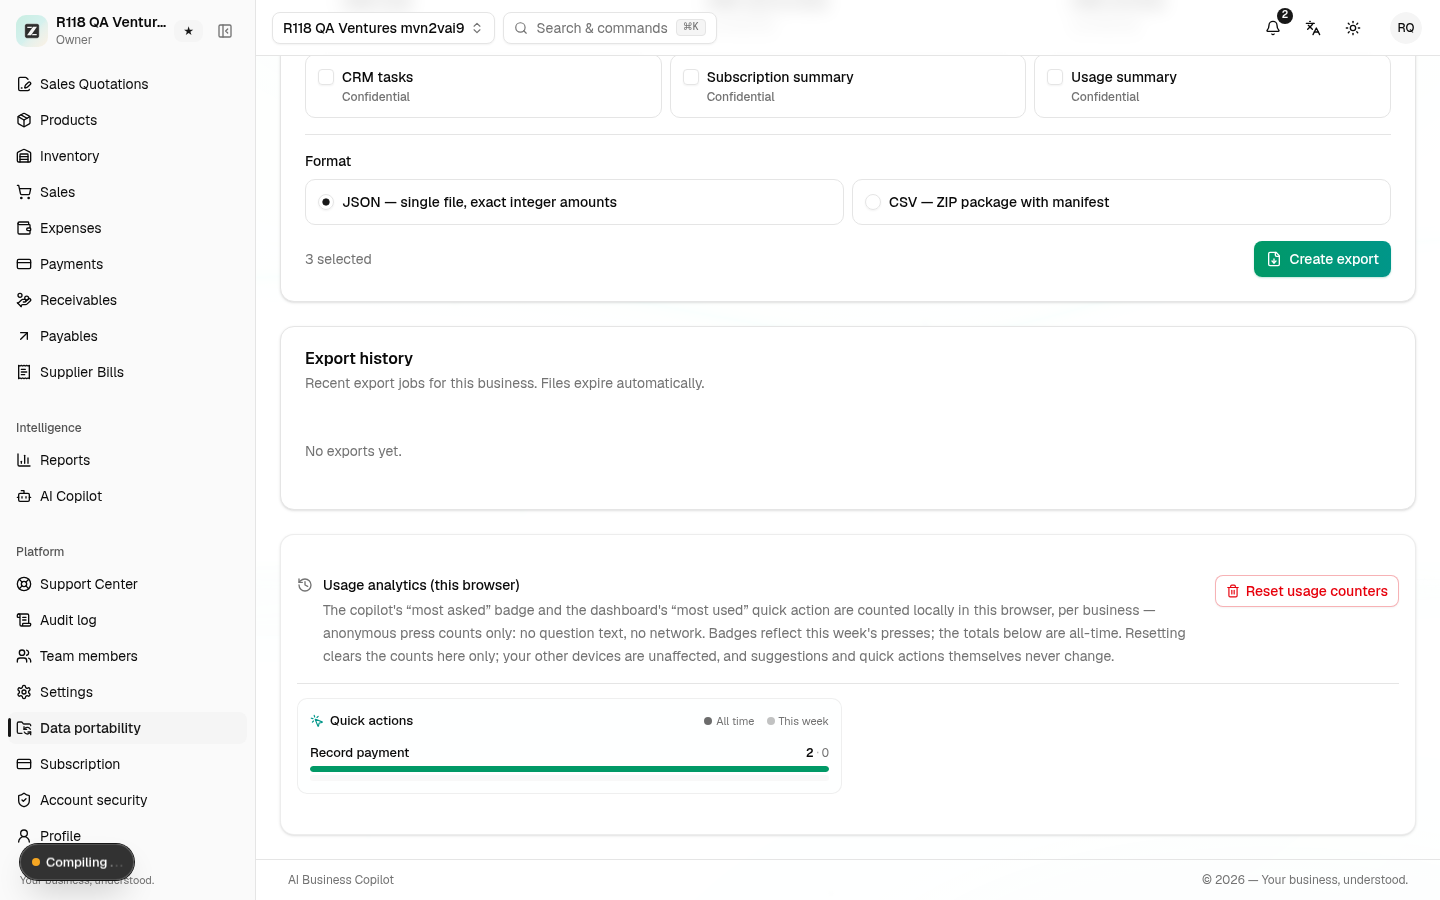 R118 QA Ventur...
Owner
Sales Quotations
Products
Inventory
Sales
Expenses
Payments
Receivables
Payables
Supplier Bills
Intelligence
Reports
AI Copilot
Platform
Support Center
Audit log
Team members
Settings
Data portability
Subscription
Account security
Profile
Compiling ...
Your business, understood.
R118 QA Ventures mvn2vai9
Search & commands
⌘K
2
RQ
CRM tasks
Confidential
Subscription summary
Confidential
Usage summary
Confidential
Format
JSON — single file, exact integer amounts
CSV — ZIP package with manifest
3 selected
Create export
Export history
Recent export jobs for this business. Files expire automatically.
No exports yet.
Usage analytics (this browser)
The copilot's “most asked” badge and the dashboard's “most used” quick action are counted locally in this browser, per business —
anonymous press counts only: no question text, no network. Badges reflect this week's presses; the totals below are all-time. Resetting
clears the counts here only; your other devices are unaffected, and suggestions and quick actions themselves never change.
Reset usage counters
Quick actions
All time
This week
Record payment
2 · 0
AI Business Copilot
© 2026 — Your business, understood.